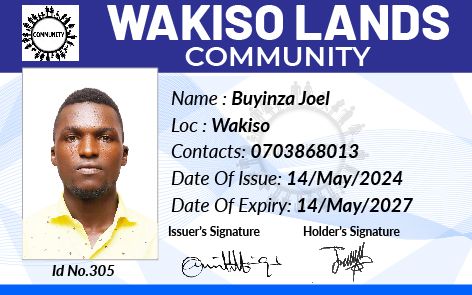 COMMUNITY
WAKISO LANDS
COMMUNITY
Name : Buyinza Joel
Loc : Wakiso
Contacts: 0703868013
Date Of Issue: 14/May/2024
Date Of Expiry: 14/May/2027
Issuer's Signature Holder's Signature
Id No.305